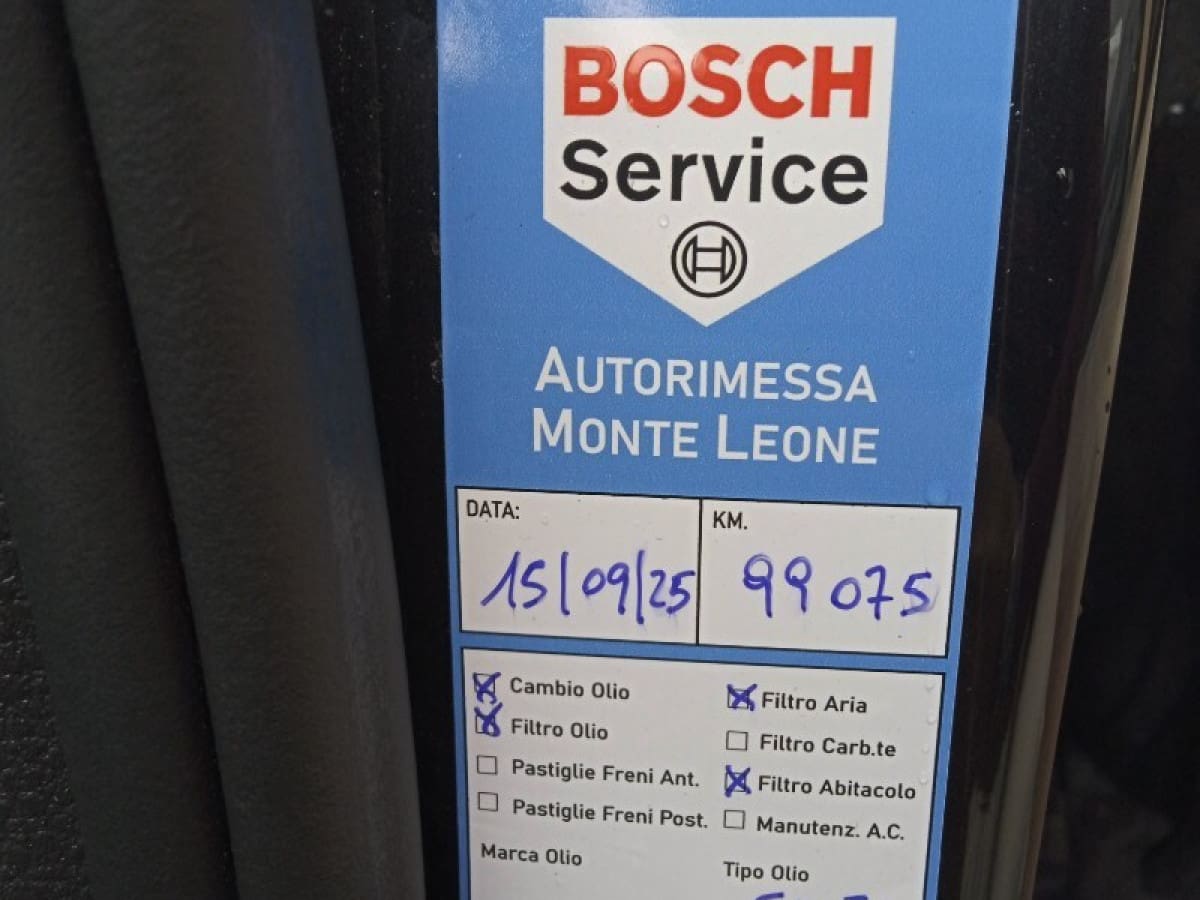 BOSCH
Service
AUTORIMESSA
MONTE LEONE
DATA: KM.
15/09/25 99075
Cambio Olio Filtro Aria
Filtro Olio Filtro Carb.te
Pastiglie Freni Ant. Filtro Abitacolo
Pastiglie Freni Post. Manutenz. A.C.
Marca Olio Tipo Olio